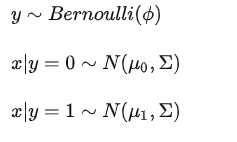 y ∼ Bernoulli(ϕ)
x|y = 0 ∼ N(μ₀, Σ)
x|y = 1 ∼ N(μ₁, Σ)